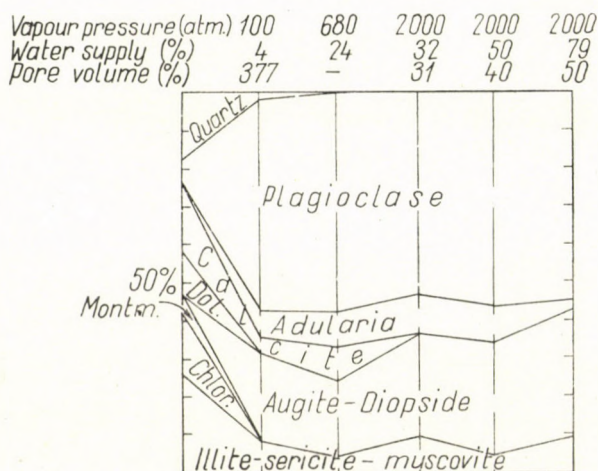 Vapour pressure (atm.) 100 680 2000 2000 2000
Water supply (%) 4 24 32 50 79
Pore volume (%) 377 – 31 40 50
Quartz
Plagioclase
Calcite
50%
Dol.
Montm.
Adularia
Augite-Diopside
Chlor.
Illite-sericite-muscovite